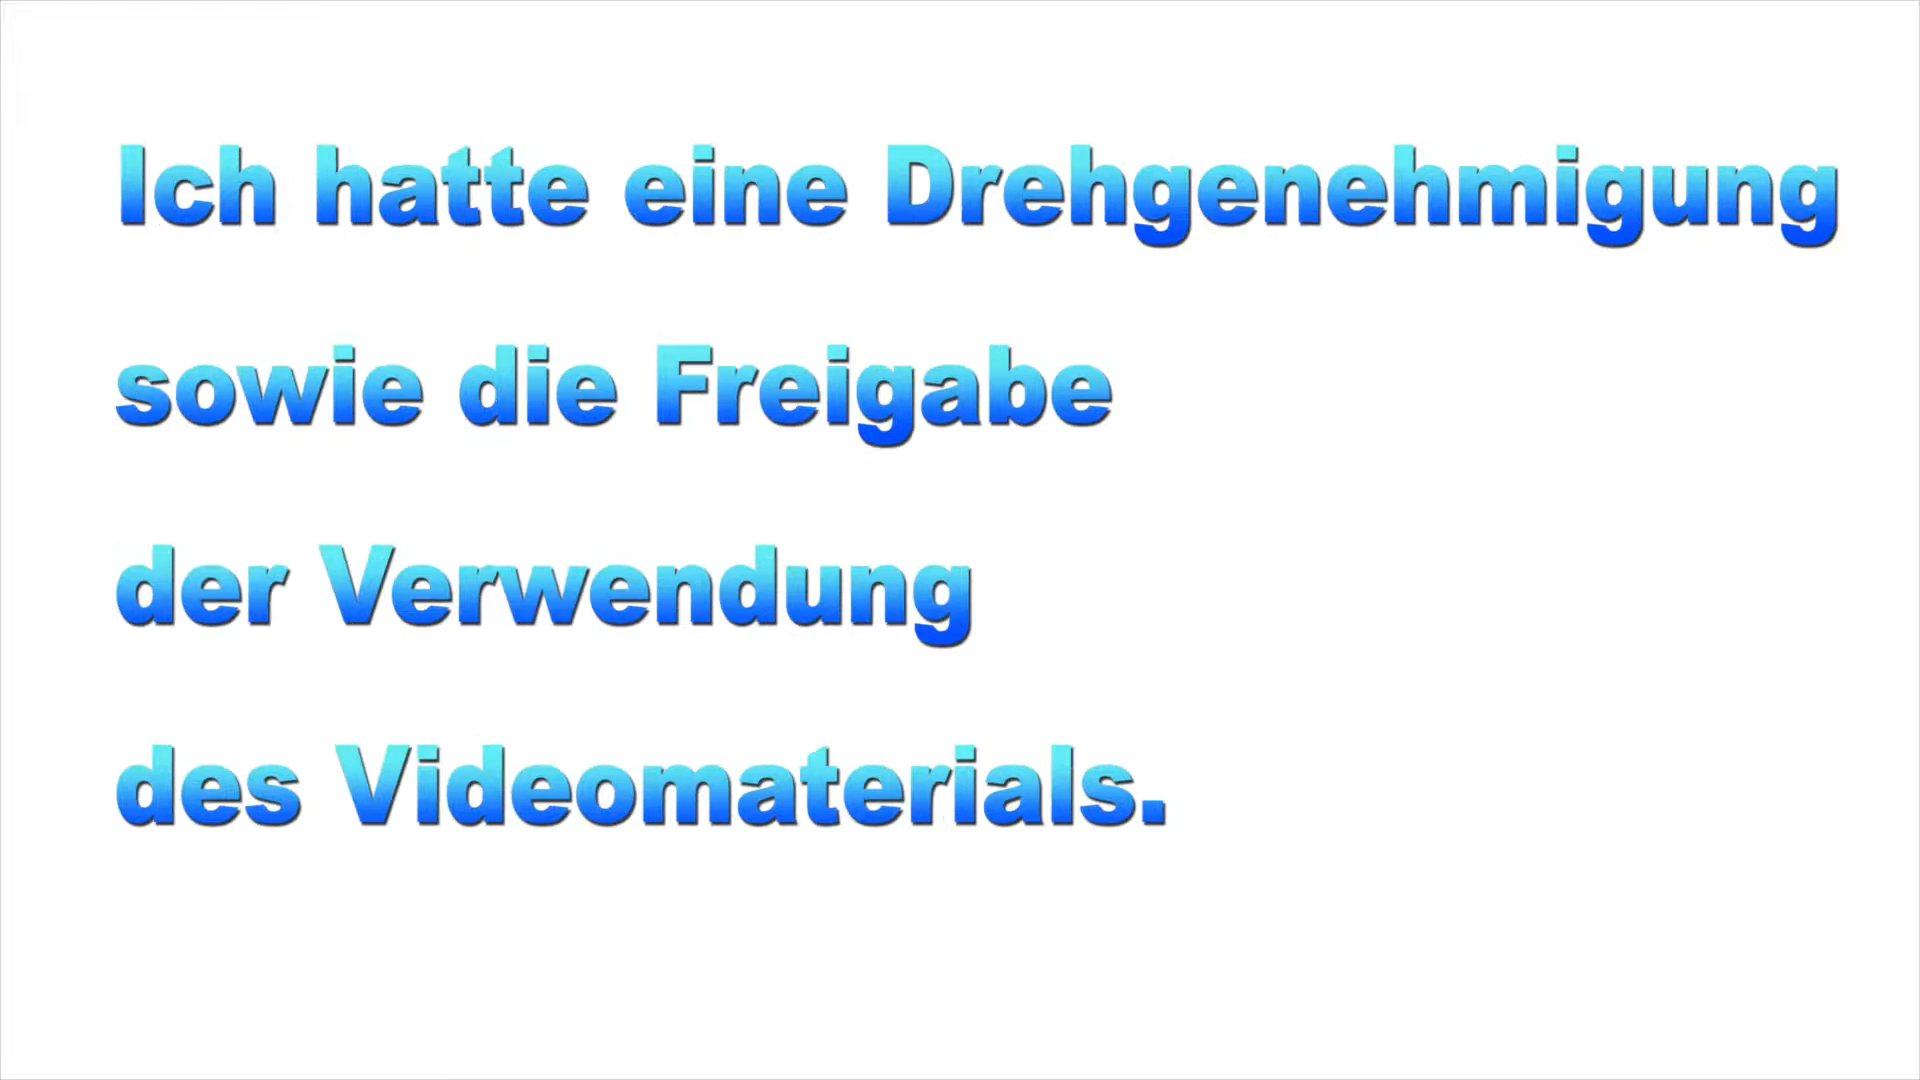 Ich hatte eine Drehgenehmigung
sowie die Freigabe
der Verwendung
des Videomaterials.